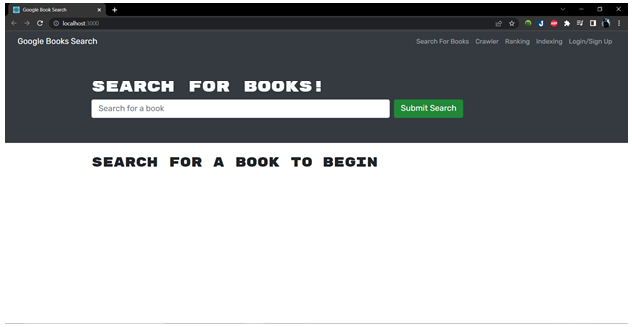 Google Book Search
localhost:3000
Google Books Search
Search For Books Crawler Ranking Indexing Login/Sign Up
SEARCH FOR BOOKS!
Search for a book
Submit Search
SEARCH FOR A BOOK TO BEGIN